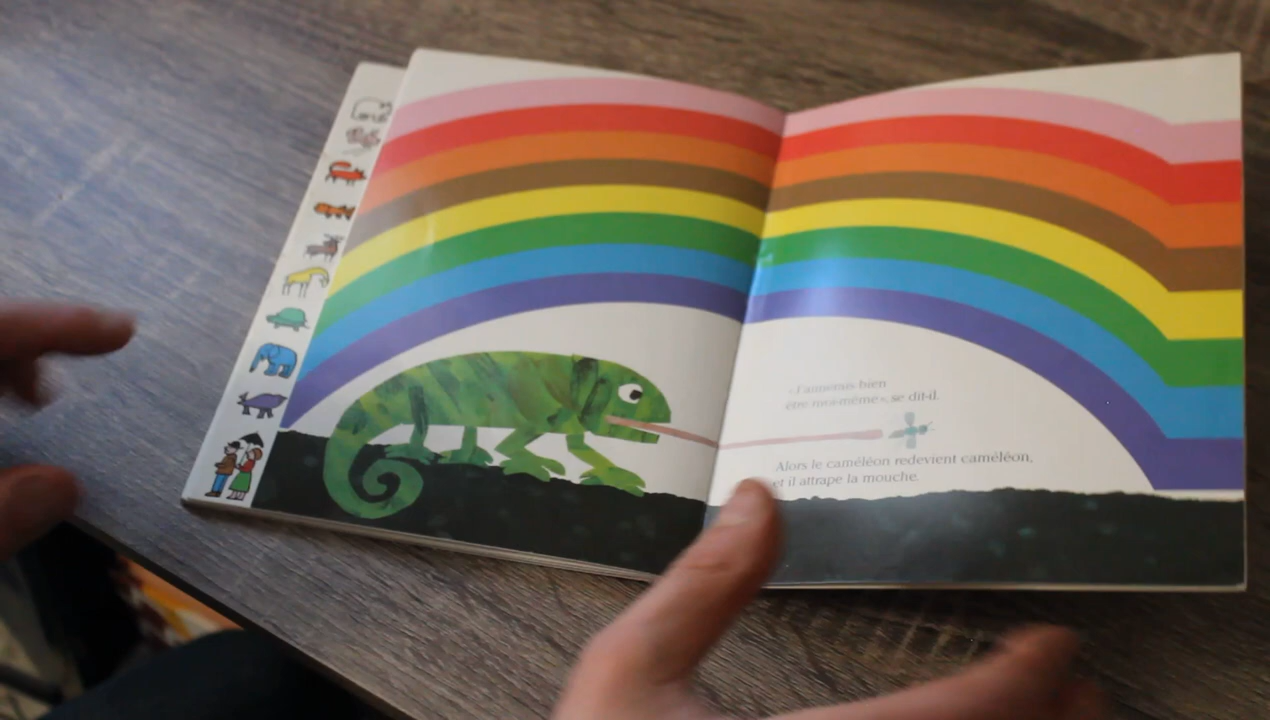 « J'aimerais bien
être moi-même », se dit-il.
Alors le caméléon redevient caméléon,
et il attrape la mouche.